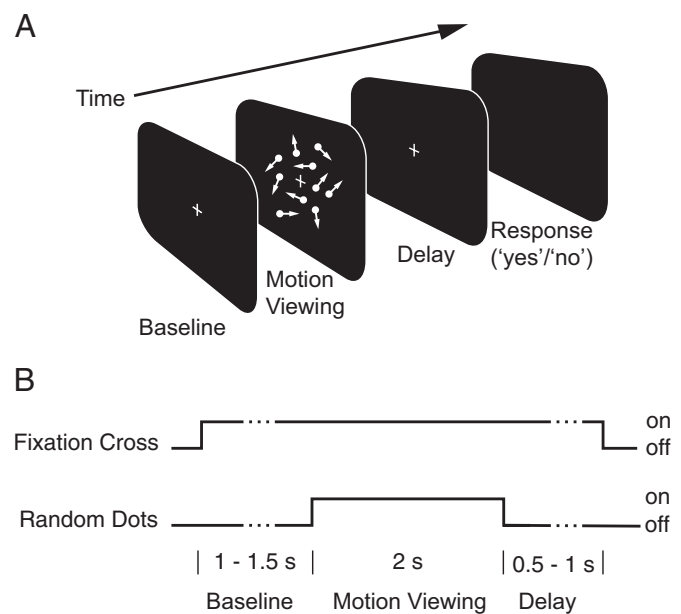 A
Time
Baseline
Motion
Viewing
Delay
Response
(‘yes’/‘no’)
B
Fixation Cross
on
off
Random Dots
on
off
| 1 - 1.5 s | 2 s | 0.5 - 1 s |
Baseline Motion Viewing Delay